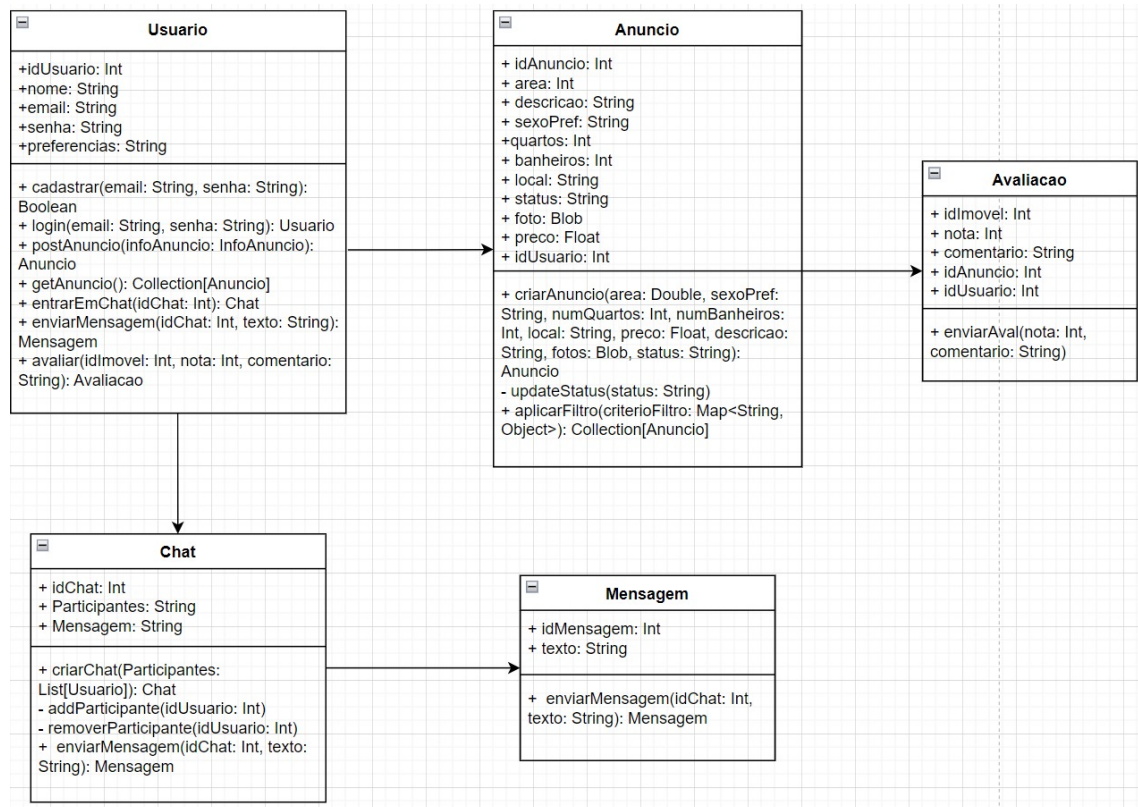 Usuario
+idUsuario: Int
+nome: String
+email: String
+senha: String
+preferencias: String
+ cadastrar(email: String, senha: String):
Boolean
+ login(email: String, senha: String): Usuario
+ postAnuncio(infoAnuncio: InfoAnuncio):
Anuncio
+ getAnuncio(): Collection[Anuncio]
+ entrarEmChat(idChat: Int): Chat
+ enviarMensagem(idChat: Int, texto: String):
Mensagem
+ avaliar(idImovel: Int, nota: Int, comentario:
String): Avaliacao
Anuncio
+ idAnuncio: Int
+ area: Int
+ descricao: String
+ sexoPref: String
+quartos: Int
+ banheiros: Int
+ local: String
+ status: String
+ foto: Blob
+ preco: Float
+ idUsuario: Int
+ criarAnuncio(area: Double, sexoPref:
String, numQuartos: Int, numBanheiros:
Int, local: String, preco: Float, descricao:
String, fotos: Blob, status: String):
Anuncio
- updateStatus(status: String)
+ aplicarFiltro(criterioFiltro: Map<String,
Object>): Collection[Anuncio]
Avaliacao
+ idImovel: Int
+ nota: Int
+ comentario: String
+ idAnuncio: Int
+ idUsuario: Int
+ enviarAval(nota: Int,
comentario: String)
Chat
+ idChat: Int
+ Participantes: String
+ Mensagem: String
+ criarChat(Participantes:
List[Usuario]): Chat
- addParticipante(idUsuario: Int)
- removerParticipante(idUsuario: Int)
+ enviarMensagem(idChat: Int, texto:
String): Mensagem
Mensagem
+ idMensagem: Int
+ texto: String
+ enviarMensagem(idChat: Int,
texto: String): Mensagem